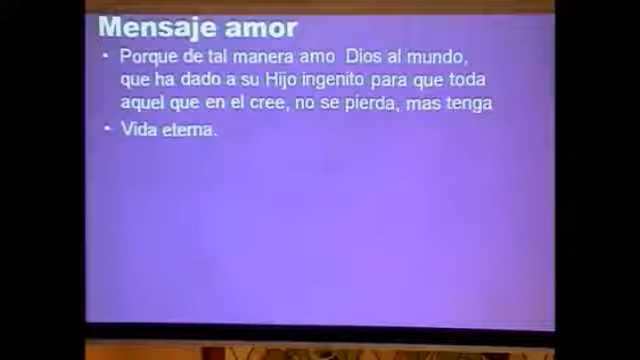 Mensaje amor
• Porque de tal manera amo Dios al mundo,
que ha dado a su Hijo ingenito para que toda
aquel que en el cree, no se pierda, mas tenga
• Vida eterna.